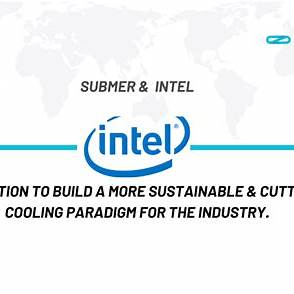 SUBMER & INTEL
intel®
TION TO BUILD A MORE SUSTAINABLE & CUTT
COOLING PARADIGM FOR THE INDUSTRY.